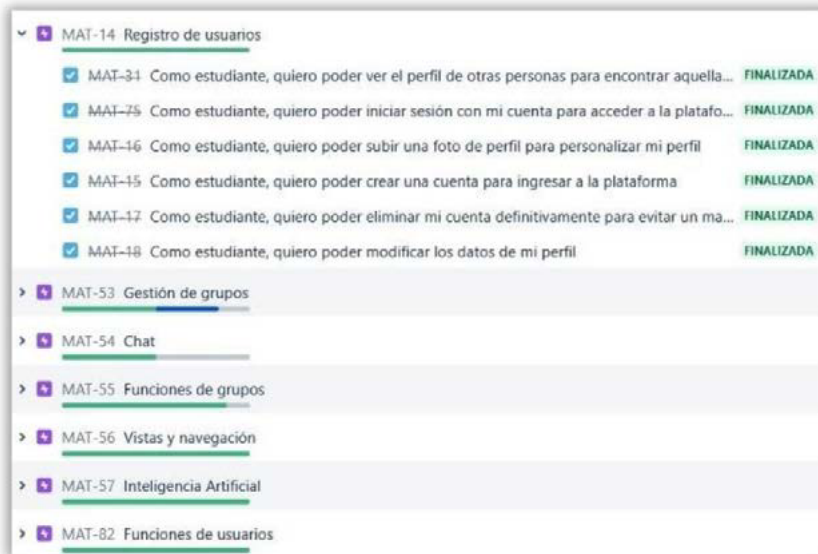 MAT-14 Registro de usuarios
MAT-31 Como estudiante, quiero poder ver el perfil de otras personas para encontrar aquella... FINALIZADA
MAT-75 Como estudiante, quiero poder iniciar sesión con mi cuenta para acceder a la platafo... FINALIZADA
MAT-16 Como estudiante, quiero poder subir una foto de perfil para personalizar mi perfil FINALIZADA
MAT-15 Como estudiante, quiero poder crear una cuenta para ingresar a la plataforma FINALIZADA
MAT-17 Como estudiante, quiero poder eliminar mi cuenta definitivamente para evitar un ma... FINALIZADA
MAT-18 Como estudiante, quiero poder modificar los datos de mi perfil FINALIZADA
MAT-53 Gestión de grupos
MAT-54 Chat
MAT-55 Funciones de grupos
MAT-56 Vistas y navegación
MAT-57 Inteligencia Artificial
MAT-82 Funciones de usuarios